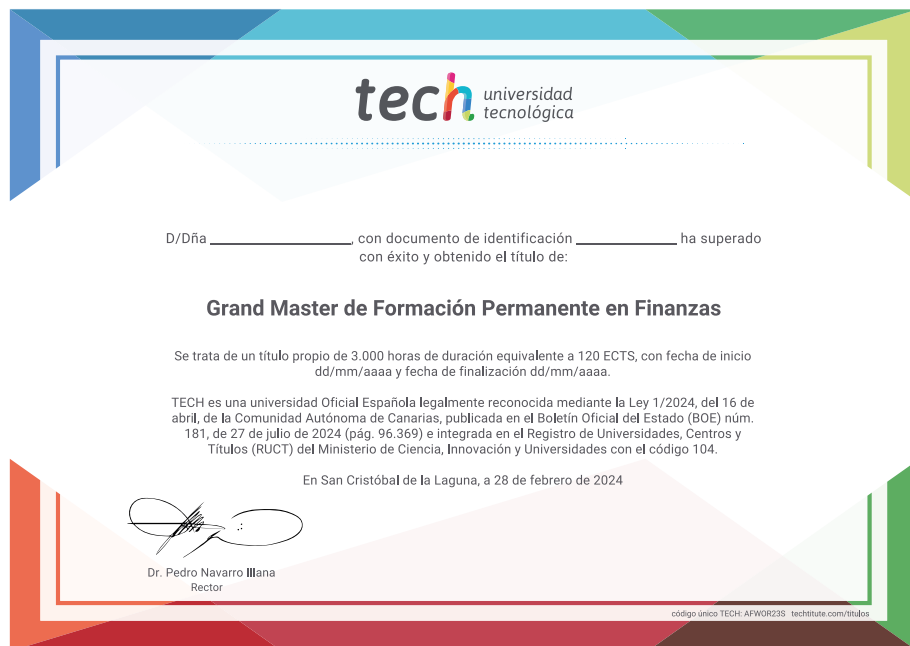 tech universidad
tecnológica
D/Dña __________________, con documento de identificación _____________ ha superado
con éxito y obtenido el título de:
Grand Master de Formación Permanente en Finanzas
Se trata de un título propio de 3.000 horas de duración equivalente a 120 ECTS, con fecha de inicio
dd/mm/aaaa y fecha de finalización dd/mm/aaaa.
TECH es una universidad Oficial Española legalmente reconocida mediante la Ley 1/2024, del 16 de
abril, de la Comunidad Autónoma de Canarias, publicada en el Boletín Oficial del Estado (BOE) núm.
181, de 27 de julio de 2024 (pág. 96.369) e integrada en el Registro de Universidades, Centros y
Títulos (RUCT) del Ministerio de Ciencia, Innovación y Universidades con el código 104.
En San Cristóbal de la Laguna, a 28 de febrero de 2024
Dr. Pedro Navarro Illana
Rector
código único TECH: AFWOR23S techtitute.com/titulos